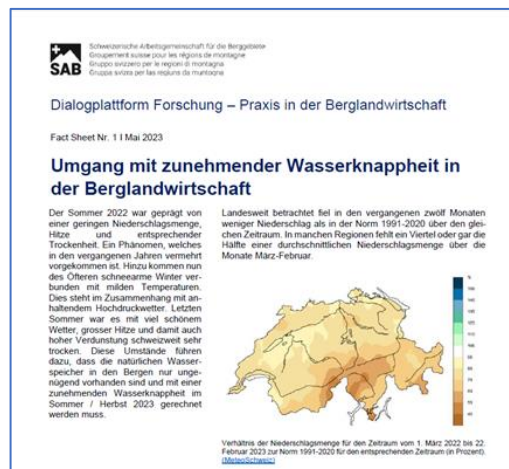 SAB
Schweizerische Arbeitsgemeinschaft für die Berggebiete
Groupement suisse pour les régions de montagne
Gruppo svizzero per le regioni di montagna
Gruppa svizra per las regiuns da muntogna
Dialogplattform Forschung – Praxis in der Berglandwirtschaft
Fact Sheet Nr. 1 I Mai 2023
Umgang mit zunehmender Wasserknappheit in
der Berglandwirtschaft
Der Sommer 2022 war geprägt von
einer geringen Niederschlagsmenge,
Hitze und entsprechender
Trockenheit. Ein Phänomen, welches
in den vergangenen Jahren vermehrt
vorgekommen ist. Hinzu kommen nun
des Öfteren schneearme Winter ver-
bunden mit milden Temperaturen.
Dies steht im Zusammenhang mit an-
haltendem Hochdruckwetter. Letzten
Sommer war es mit viel schönem
Wetter, grosser Hitze und damit auch
hoher Verdunstung schweizweit sehr
trocken. Diese Umstände führen
dazu, dass die natürlichen Wasser-
speicher in den Bergen nur unge-
nügend vorhanden sind und mit einer
zunehmenden Wasserknappheit im
Sommer / Herbst 2023 gerechnet
werden muss.
Landesweit betrachtet fiel in den vergangenen zwölf Monaten
weniger Niederschlag als in der Norm 1991-2020 über den glei-
chen Zeitraum. In manchen Regionen fehlt ein Viertel oder gar die
Hälfte einer durchschnittlichen Niederschlagsmenge über die
Monate März-Februar.
%
Verhältnis der Niederschlagsmenge für den Zeitraum vom 1. März 2022 bis 22.
Februar 2023 zur Norm 1991-2020 für den entsprechenden Zeitraum (in Prozent).
(MeteoSchweiz)